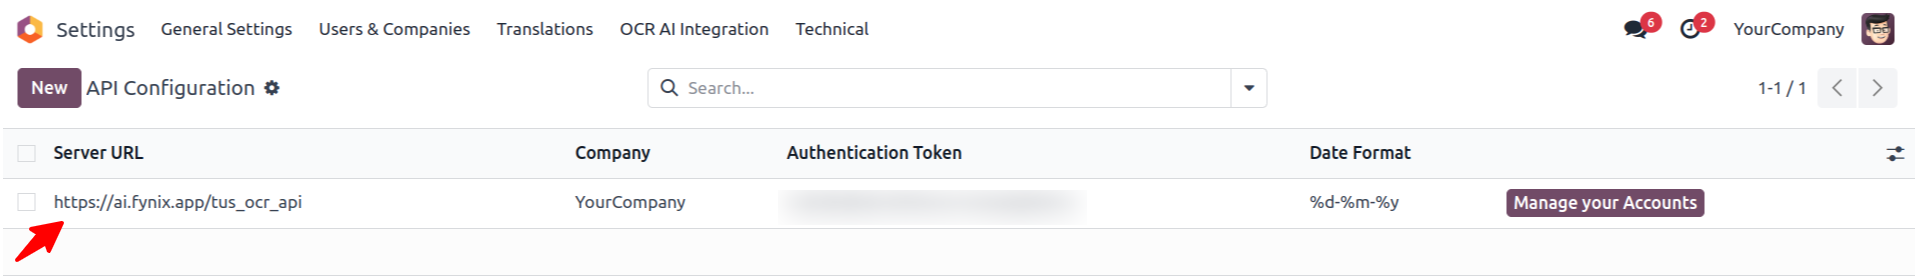 Settings General Settings Users & Companies Translations OCR AI Integration Technical 6 2 YourCompany
New API Configuration Search... 1-1 / 1
Server URL Company Authentication Token Date Format
https://ai.fynix.app/tus_ocr_api YourCompany %d-%m-%y Manage your Accounts